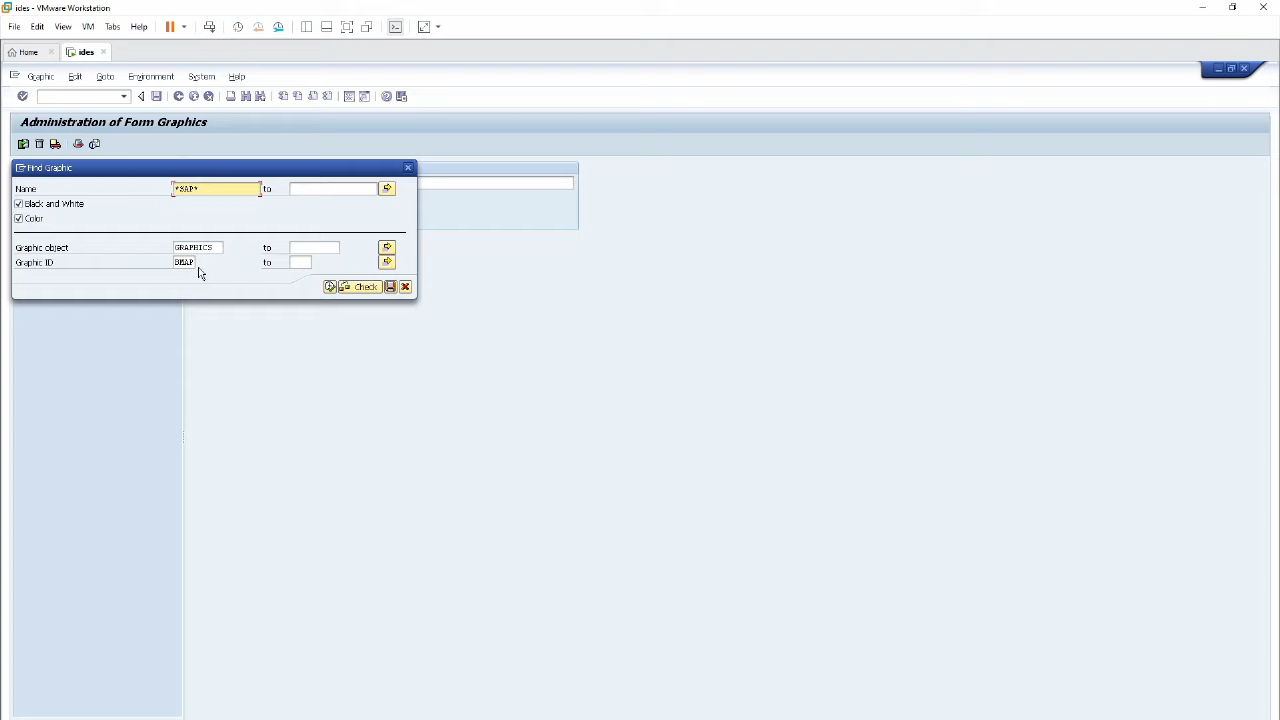 ides - VMware Workstation
File Edit View VM Tabs Help
Home ides
Graphic Edit Goto Environment System Help
Administration of Form Graphics
Find Graphic
Name *SAP* to
Black and White
Color
Graphic object GRAPHICS to
Graphic ID BMAP to
Check